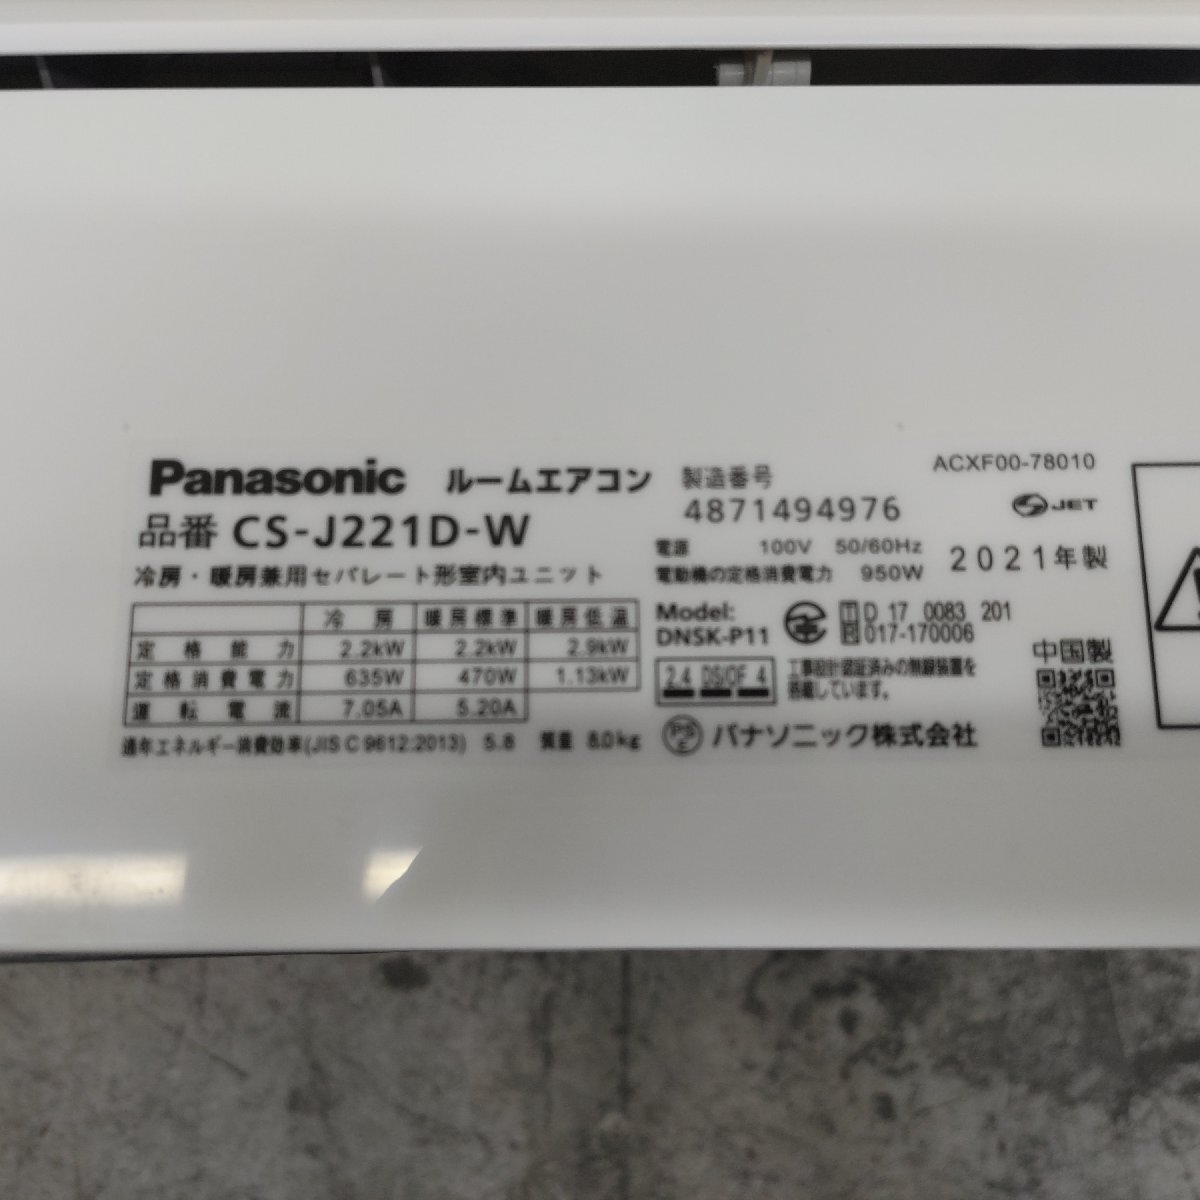 Panasonic ルームエアコン
品番 CS-J221D-W
冷房・暖房兼用セパレート形室内ユニット
冷房 暖房標準 暖房低温
定格能力 2.2kW 2.2kW 2.9kW
定格消費電力 635W 470W 1.13kW
運転電流 7.05A 5.20A
通年エネルギー消費効率(JIS C 9612:2013) 5.8 質量 8.0kg
製造番号
4871494976
電源 100V 50/60Hz
電動機の定格消費電力 950W
Model:
DNSK-P11
T D 17 0083 201
R 017-170006
2.4 DS/OF 4
工事設計認証済みの無線装置を
搭載しています。
PS E パナソニック株式会社
ACXF00-78010
JET
2021年製
中国製